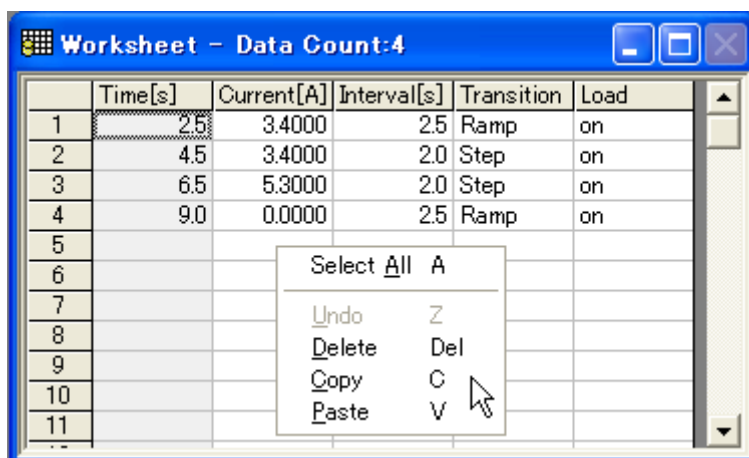 Worksheet - Data Count:4
Time[s] Current[A] Interval[s] Transition Load
1 2.5 3.4000 2.5 Ramp on
2 4.5 3.4000 2.0 Step on
3 6.5 5.3000 2.0 Step on
4 9.0 0.0000 2.5 Ramp on
5
6
7
8
9
10
11
Select All A
Undo Z
Delete Del
Copy C
Paste V